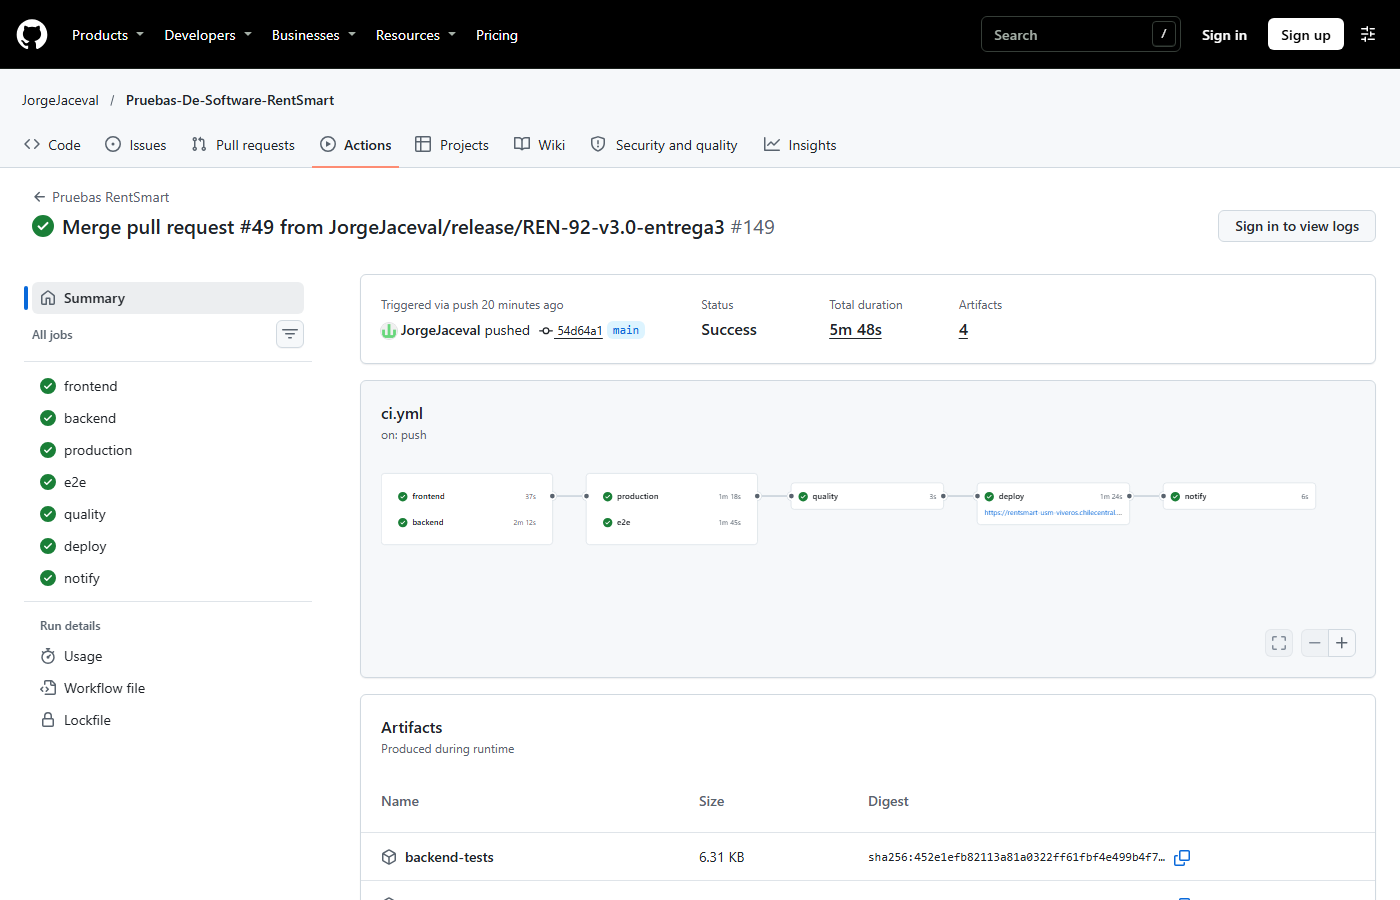 Products
Developers
Businesses
Resources
Pricing
Search /
Sign in
Sign up
JorgeJaceval / Pruebas-De-Software-RentSmart
Code
Issues
Pull requests
Actions
Projects
Wiki
Security and quality
Insights
Pruebas RentSmart
Merge pull request #49 from JorgeJaceval/release/REN-92-v3.0-entrega3 #149
Sign in to view logs
Summary
All jobs
frontend
backend
production
e2e
quality
deploy
notify
Run details
Usage
Workflow file
Lockfile
Triggered via push 20 minutes ago
JorgeJaceval pushed 54d64a1 main
Status
Success
Total duration
5m 48s
Artifacts
4
ci.yml
on: push
frontend 37s
backend 2m 12s
production 1m 18s
e2e 1m 45s
quality 3s
deploy 1m 24s
https://rentsmart-usm-viveros.chilecentral....
notify 6s
Artifacts
Produced during runtime
Name Size Digest
backend-tests 6.31 KB sha256:452e1efb82113a81a0322ff61fbf4e499b4f7…